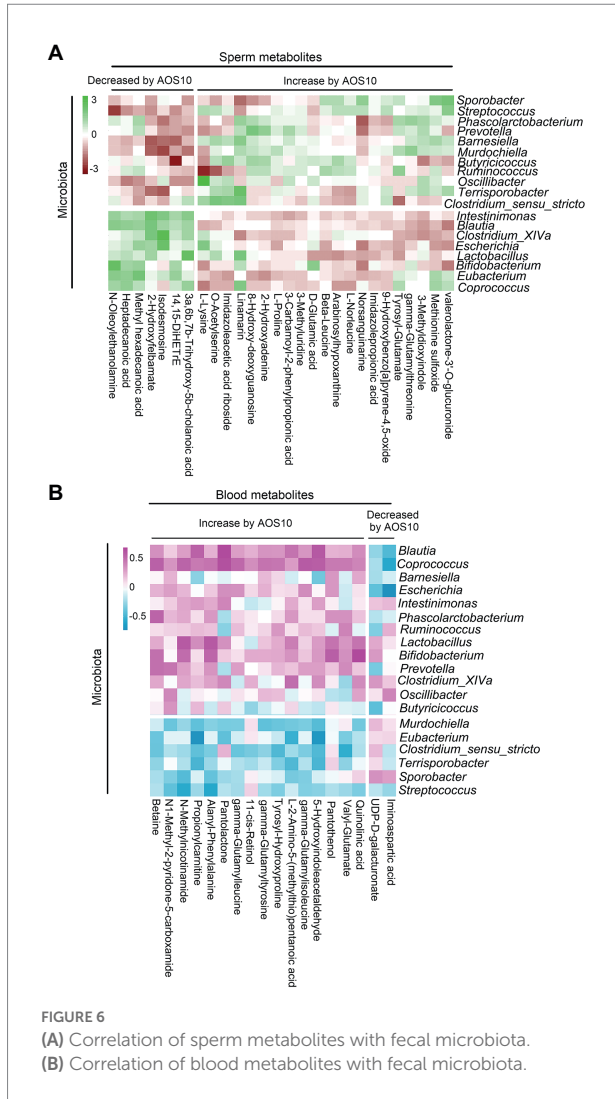 A
Sperm metabolites
Decreased by AOS10
Increase by AOS10
3
0
-3
Microbiota
Sporobacter
Streptococcus
Phascolarctobacterium
Prevotella
Barnesiella
Murdochiella
Butyricicoccus
Ruminococcus
Oscillibacter
Terrisporobacter
Clostridium_sensu_stricto
Intestinimonas
Blautia
Clostridium_XIVa
Escherichia
Lactobacillus
Bifidobacterium
Eubacterium
Coprococcus
N-Oleoylethanolamine
Heptadecanoic acid
Methyl hexadecanoic acid
2-Hydroxyfelbamate
Isodesmosine
14,15-DiHETrE
3a,6b,7b-Trihydroxy-5b-cholanoic acid
L-Lysine
O-Acetylserine
Imidazoleacetic acid riboside
Linamarin
8-Hydroxy-deoxyguanosine
2-Hydroxyadenine
L-Proline
3-Carbamoyl-2-phenylpropionic acid
3-Methyluridine
D-Glutamic acid
Beta-Leucine
Arabinosylhypoxanthine
L-Norleucine
Norsanguinarine
Imidazolepropionic acid
9-Hydroxybenzo[a]pyrene-4,5-oxide
Tyrosyl-Glutamate
gamma-Glutamylthreonine
3-Methyldioxyindole
Methionine sulfoxide
valerolactone-3'-O-glucuronide
B
Blood metabolites
Increase by AOS10
Decreased
by AOS10
0.5
0
-0.5
Microbiota
Blautia
Coprococcus
Barnesiella
Escherichia
Intestinimonas
Phascolarctobacterium
Ruminococcus
Lactobacillus
Bifidobacterium
Prevotella
Clostridium_XIVa
Oscillibacter
Butyricicoccus
Murdochiella
Eubacterium
Clostridium_sensu_stricto
Terrisporobacter
Sporobacter
Streptococcus
Betaine
N1-Methyl-2-pyridone-5-carboxamide
N-Methylnicotinamide
Propionylcarnitine
Alanyl-Phenylalanine
Pantolactone
gamma-Glutamylleucine
11-cis-Retinol
gamma-Glutamyltyrosine
Tyrosyl-Hydroxyproline
L-2-Amino-5-(methylthio)pentanoic acid
gamma-Glutamylisoleucine
5-Hydroxyindoleacetaldehyde
Pantothenol
Valyl-Glutamate
Quinolinic acid
UDP-D-galacturonate
Iminoaspartic acid
FIGURE 6
(A) Correlation of sperm metabolites with fecal microbiota.
(B) Correlation of blood metabolites with fecal microbiota.